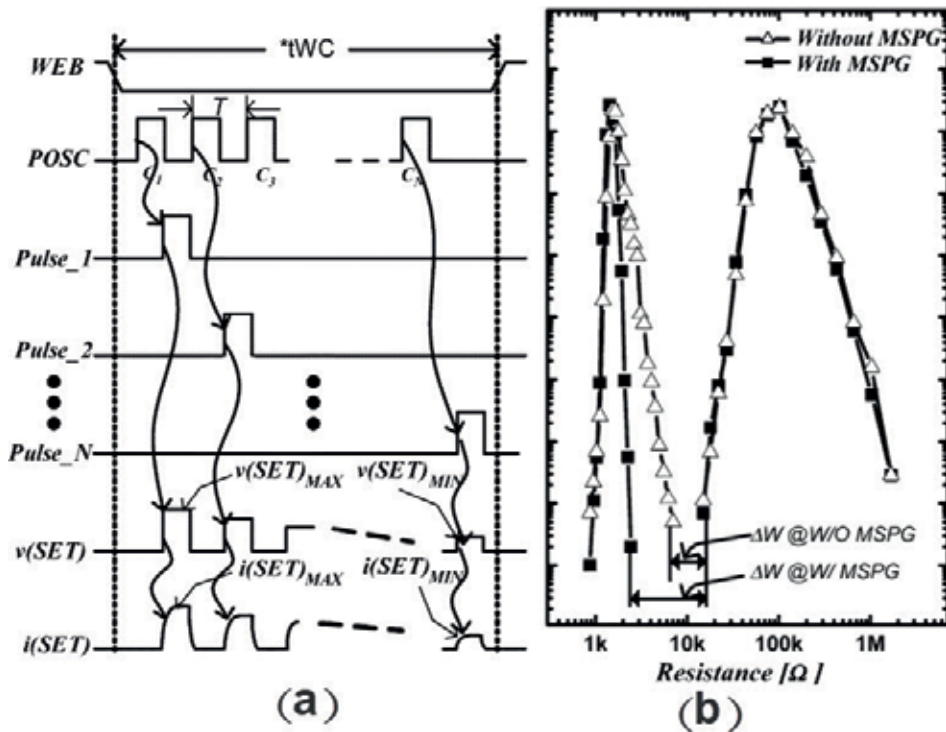 *tWC
WEB
T
POSC
C1 C2 C3 CN
Pulse_1
Pulse_2
Pulse_N
v(SET)MAX v(SET)MIN
v(SET)
i(SET)MAX i(SET)MIN
i(SET)
(a)
Without MSPG
With MSPG
ΔW @W/O MSPG
ΔW @W/ MSPG
1k 10k 100k 1M
Resistance [Ω]
(b)